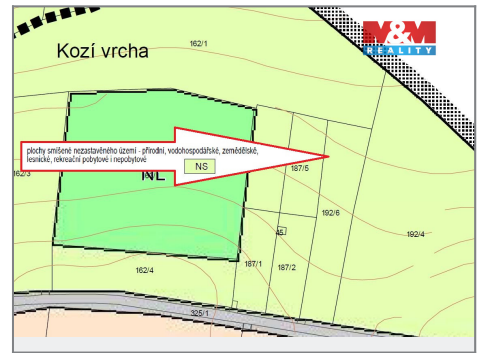 Kozí vrcha
162/1
M&M
REALITY
plochy smíšené nezastavěného území - přírodní, vodohospodářské, zemědělské,
lesnické, rekreační pobytové i nepobytové
NS
NL
162/3
187/5
192/6
45
192/4
162/4
187/1
187/2
325/1